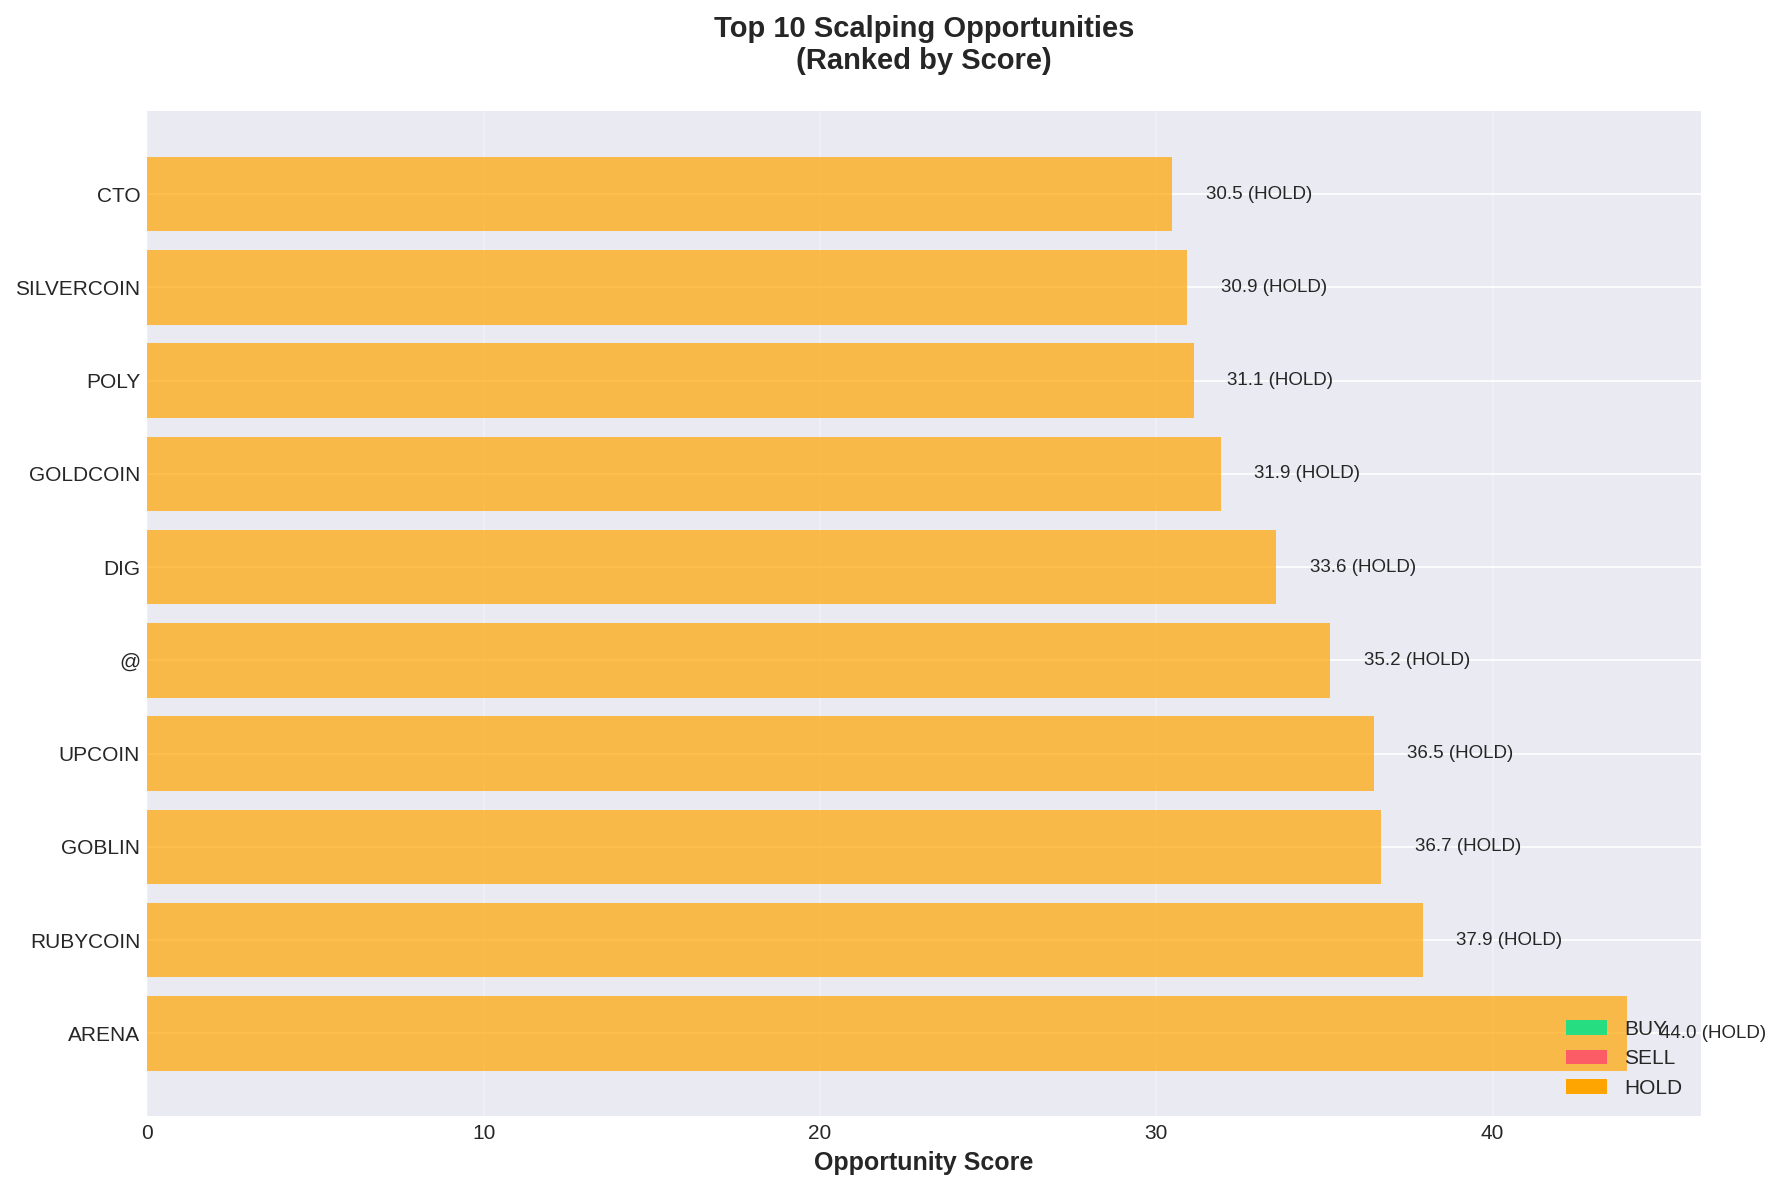 Top 10 Scalping Opportunities
(Ranked by Score)
CTO
30.5 (HOLD)
SILVERCOIN
30.9 (HOLD)
POLY
31.1 (HOLD)
GOLDCOIN
31.9 (HOLD)
DIG
33.6 (HOLD)
@
35.2 (HOLD)
UPCOIN
36.5 (HOLD)
GOBLIN
36.7 (HOLD)
RUBYCOIN
37.9 (HOLD)
ARENA
44.0 (HOLD)
BUY
SELL
HOLD
0 10 20 30 40
Opportunity Score